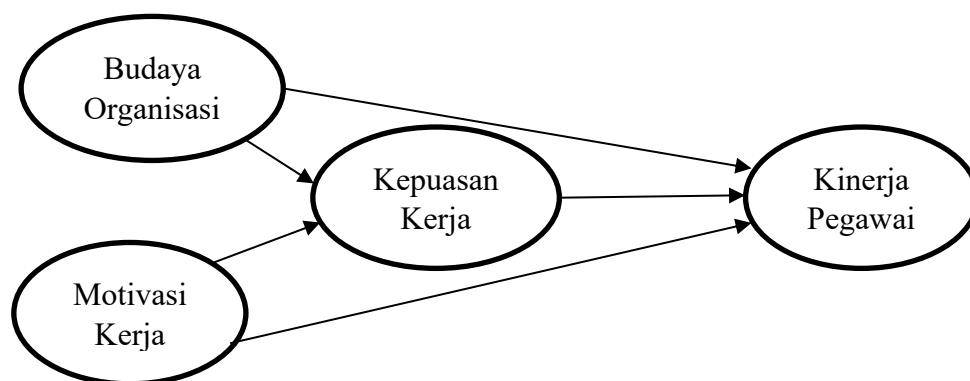 Budaya
Organisasi
Kepuasan
Kerja
Kinerja
Pegawai
Motivasi
Kerja